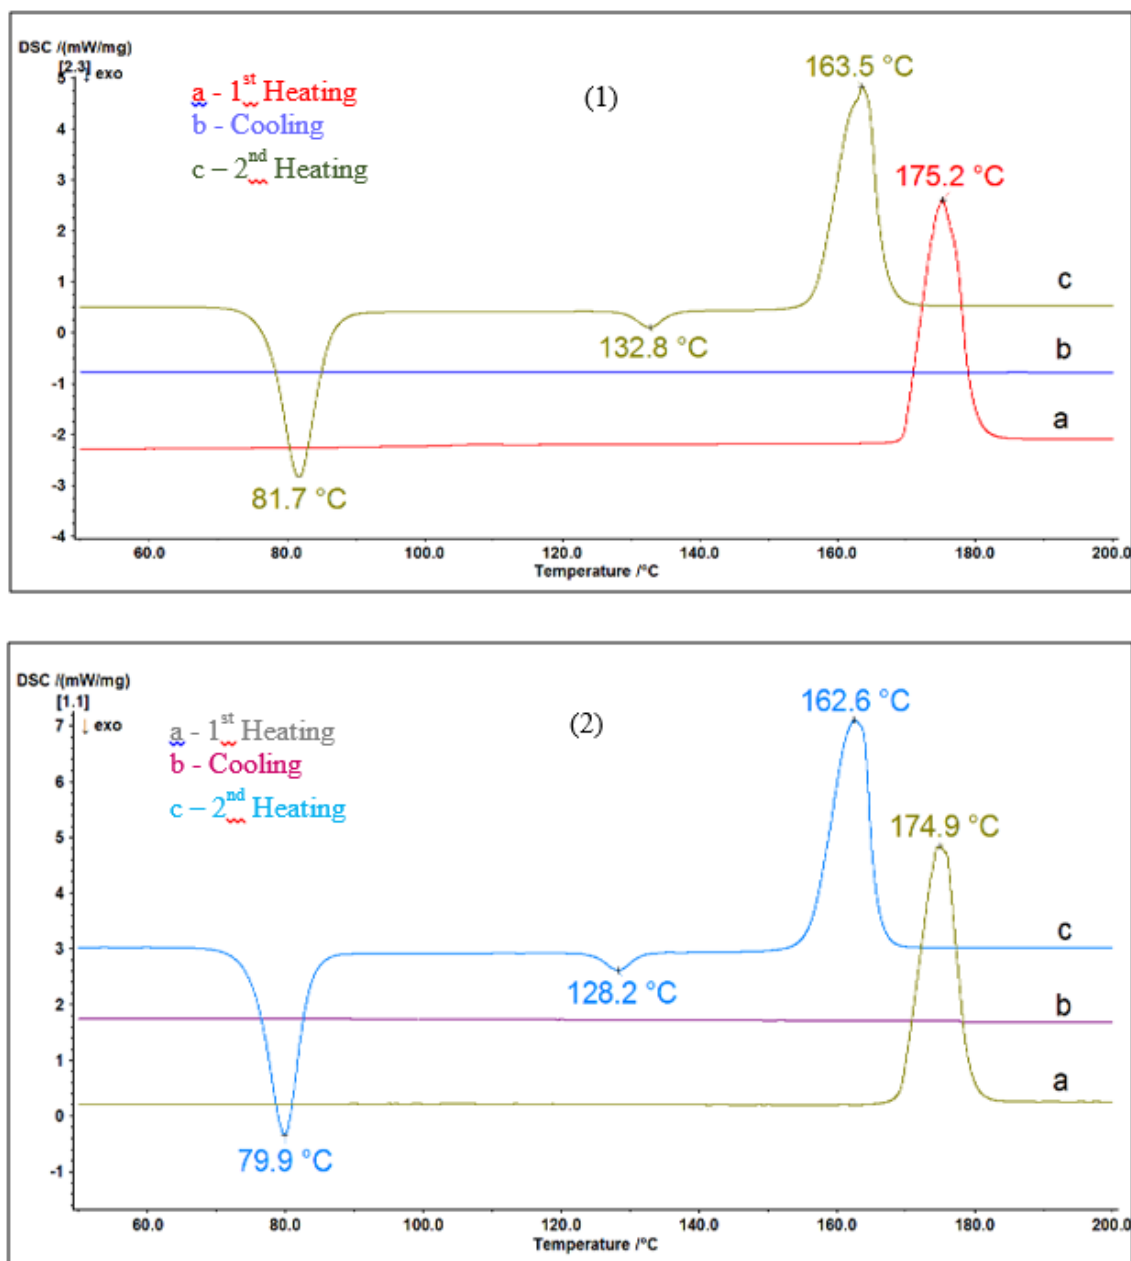 DSC /(mW/mg)
[2.3] ↓ exo
a - 1st Heating
b - Cooling
c – 2nd Heating
(1)
163.5 °C
175.2 °C
132.8 °C
81.7 °C
c
b
a
5
4
3
2
1
0
-1
-2
-3
-4
60.0 80.0 100.0 120.0 140.0 160.0 180.0 200.0
Temperature /°C
DSC /(mW/mg)
[1.1]
↓ exo
a - 1st Heating
b - Cooling
c – 2nd Heating
(2)
162.6 °C
174.9 °C
128.2 °C
79.9 °C
c
b
a
7
6
5
4
3
2
1
0
-1
60.0 80.0 100.0 120.0 140.0 160.0 180.0 200.0
Temperature /°C